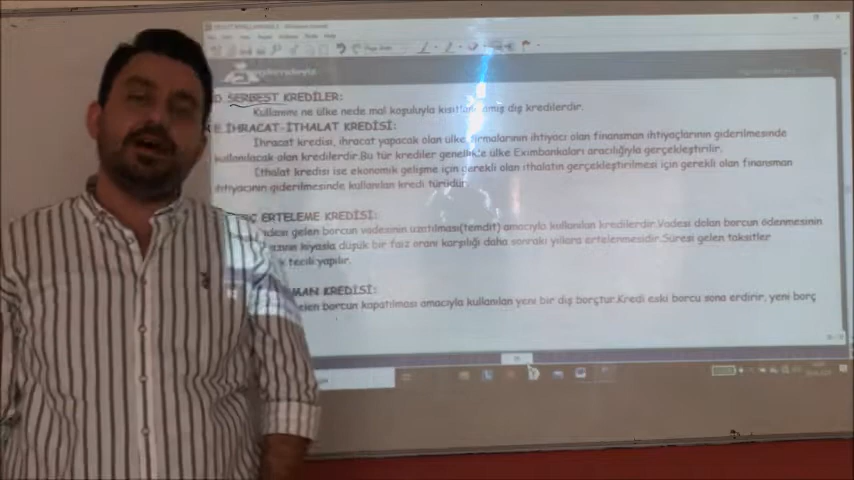 D. SERBEST KREDİLER:
Kullanımı ne ülke nede mal koşuluyla kısıtlanmamış dış kredilerdir.
E. İHRACAT-İTHALAT KREDİSİ:
İhracat kredisi, ihracat yapacak olan ülke firmalarının ihtiyacı olan finansman ihtiyaçlarının giderilmesinde
kullanılacak olan kredilerdir.Bu tür krediler genellikle ülke Eximbankaları aracılığıyla gerçekleştirilir.
İthalat kredisi ise ekonomik gelişme için gerekli olan ithalatın gerçekleştirilmesi için gerekli olan finansman
ihtiyacının giderilmesinde kullanılan kredi türüdür.
ERTELEME KREDİSİ:
gelen borcun vadesinin uzatılması(temdit) amacıyla kullanılan kredilerdir.Vadesi dolan borcun ödenmesinin
kıyasla düşük bir faiz oranı karşılığı daha sonraki yıllara ertelenmesidir.Süresi gelen taksitler
tecili yapılır.
KREDİSİ:
gelen borcun kapatılması amacıyla kullanılan yeni bir dış borçtur.Kredi eski borcu sona erdirir, yeni borç